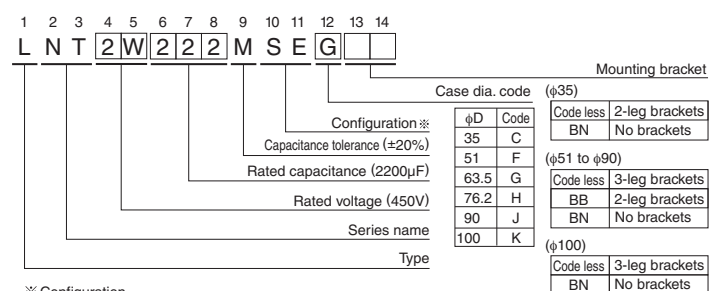 1 2 3 4 5 6 7 8 9 10 11 12 13 14
L N T 2 W 2 2 2 M S E G
Mounting bracket
Case dia. code
Configuration※
Capacitance tolerance (±20%)
Rated capacitance (2200μF)
Rated voltage (450V)
Series name
Type
φD Code
35 C
51 F
63.5 G
76.2 H
90 J
100 K
(φ35)
Code less 2-leg brackets
BN No brackets
(φ51 to φ90)
Code less 3-leg brackets
BB 2-leg brackets
BN No brackets
(φ100)
Code less 3-leg brackets
BN No brackets
※Configuration